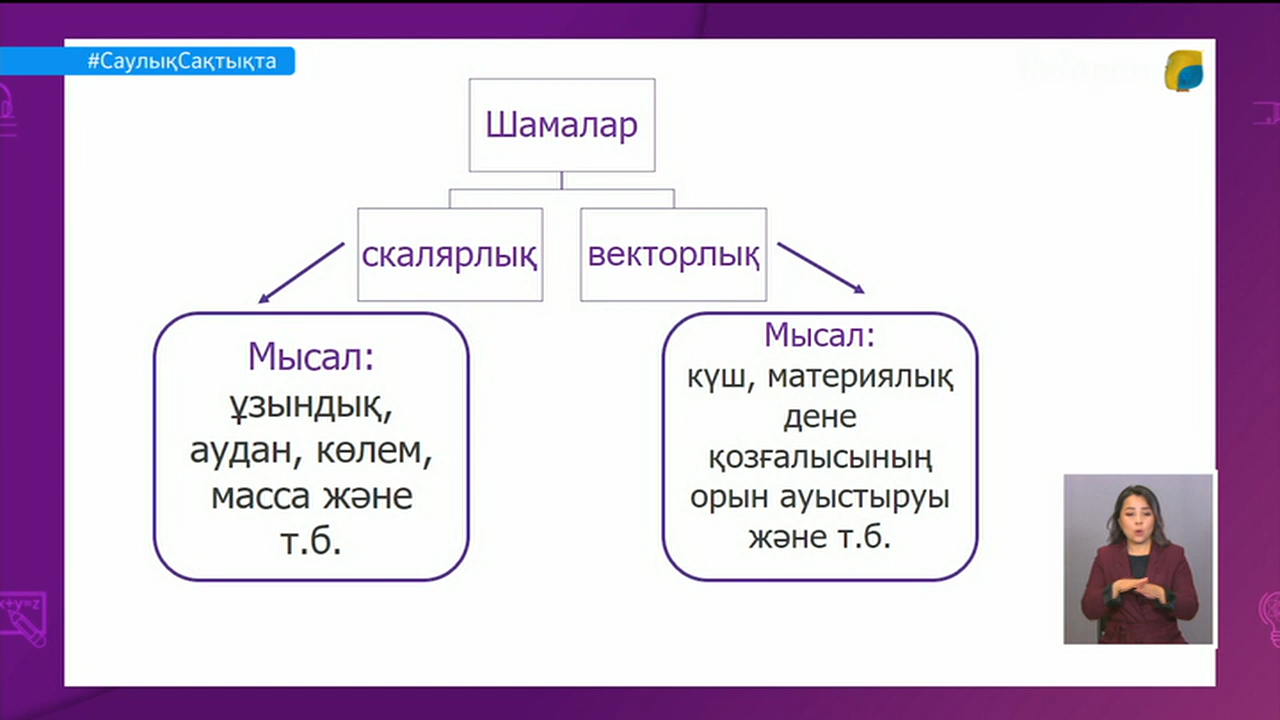 #СаулықСақтықта
Шамалар
скалярлық
векторлық
Мысал:
ұзындық,
аудан, көлем,
масса және
т.б.
Мысал:
күш, материялық
дене
қозғалысының
орын ауыстыруы
және т.б.
x+y=z